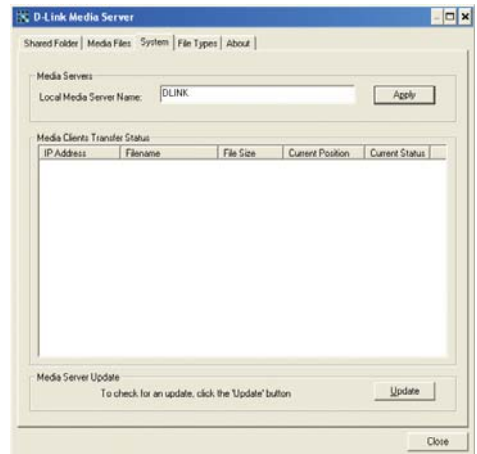 D-Link Media Server
Shared Folder Media Files System File Types About
Media Servers
Local Media Server Name: DLINK Apply
Media Clients Transfer Status
IP Address Filename File Size Current Position Current Status
Media Server Update
To check for an update, click the 'Update' button Update
Close